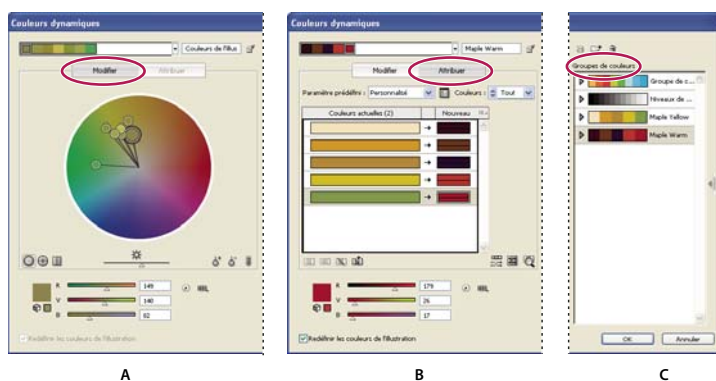 Couleurs dynamiques
Couleurs de l'illus
Modifier
Attribuer
R 149
V 140
B 82
Redéfinir les couleurs de l'illustration
A
Couleurs dynamiques
Maple Warm
Modifier
Attribuer
Paramètre prédéfini : Personnalisé
Couleurs : Tout
Couleurs actuelles (2)
Nouveau
R 179
V 26
B 17
Redéfinir les couleurs de l'illustration
B
Groupes de couleurs
Groupe de c...
Niveaux de ...
Maple Yellow
Maple Warm
OK
Annuler
C